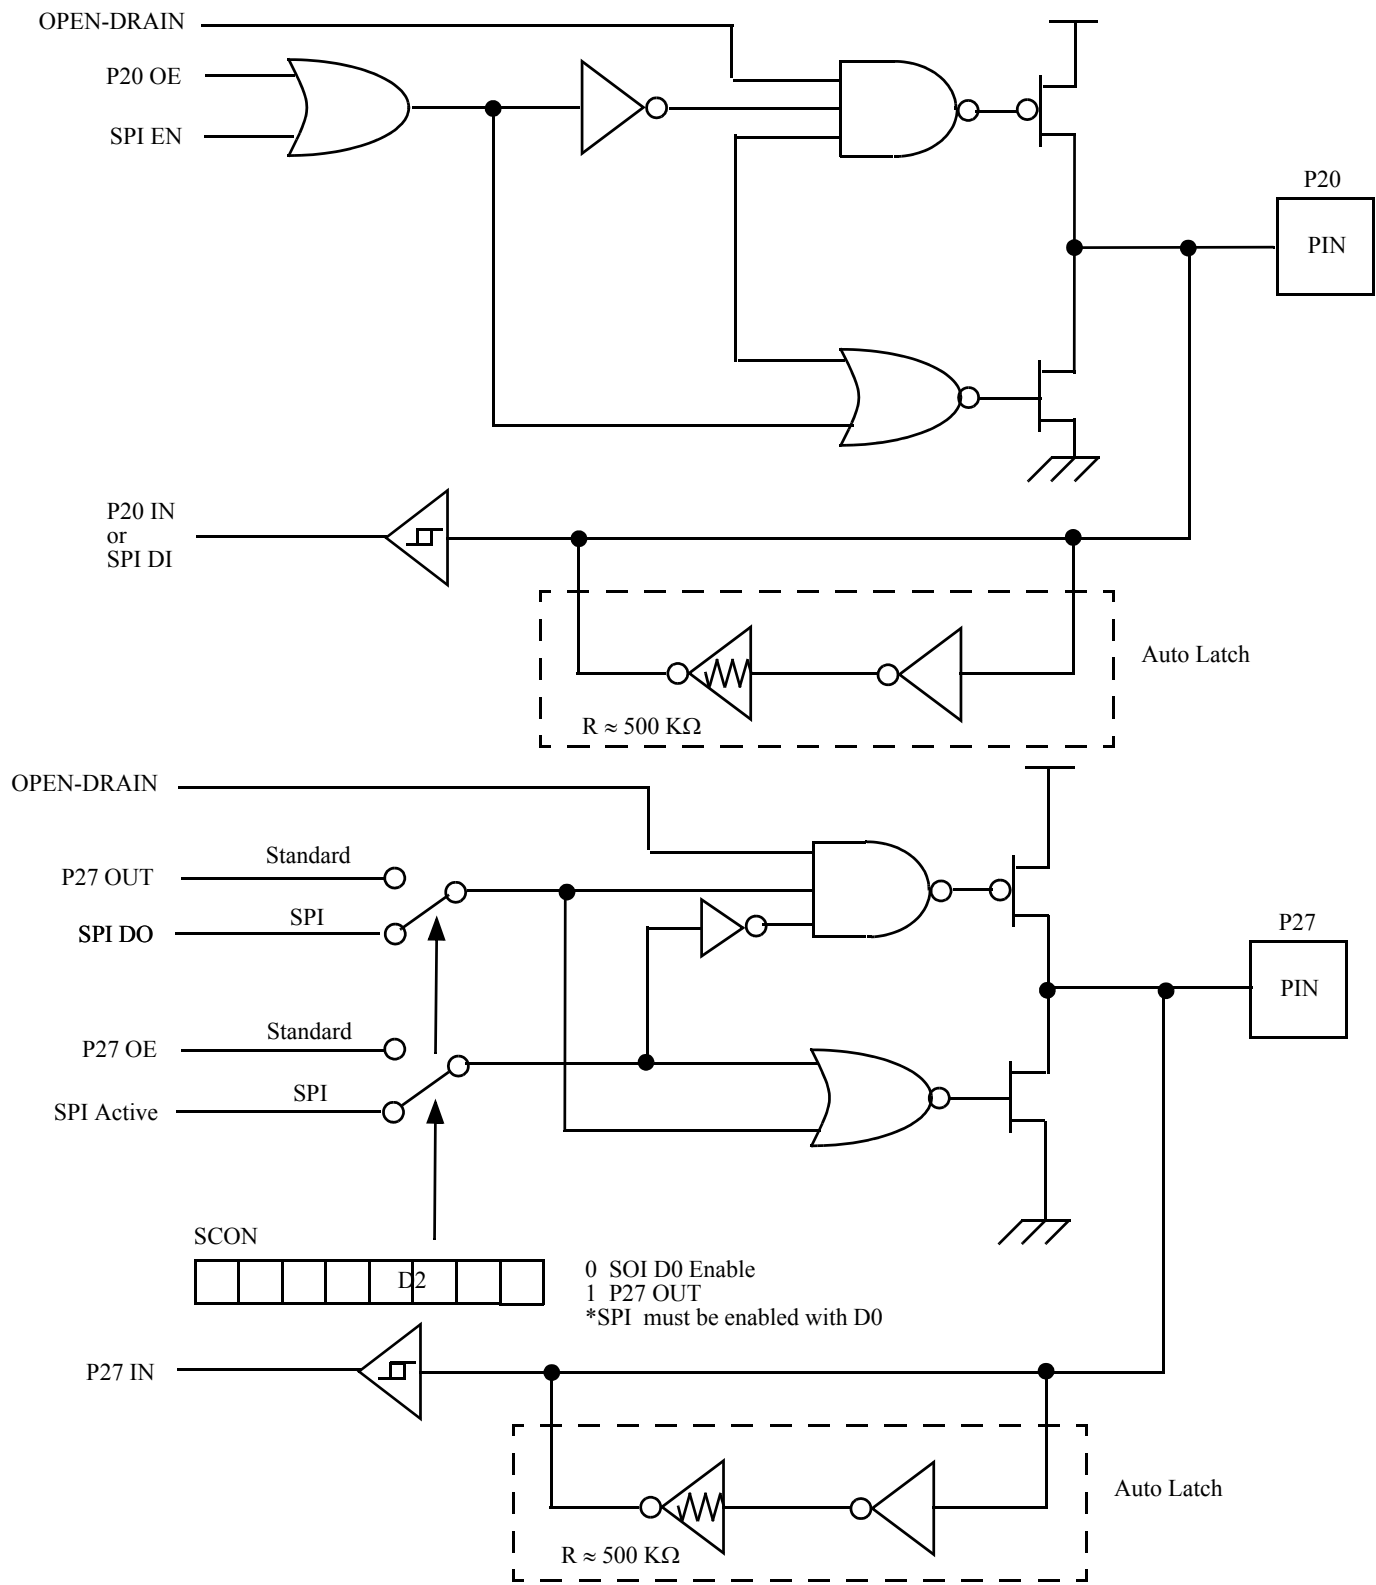 OPEN-DRAIN
P20 OE
SPI EN
P20
PIN
P20 IN
or
SPI DI
Auto Latch
R ≈ 500 KΩ
OPEN-DRAIN
Standard
P27 OUT
SPI
SPI DO
P27
PIN
Standard
P27 OE
SPI
SPI Active
SCON
D2
0 SOI D0 Enable
1 P27 OUT
*SPI must be enabled with D0
P27 IN
Auto Latch
R ≈ 500 KΩ